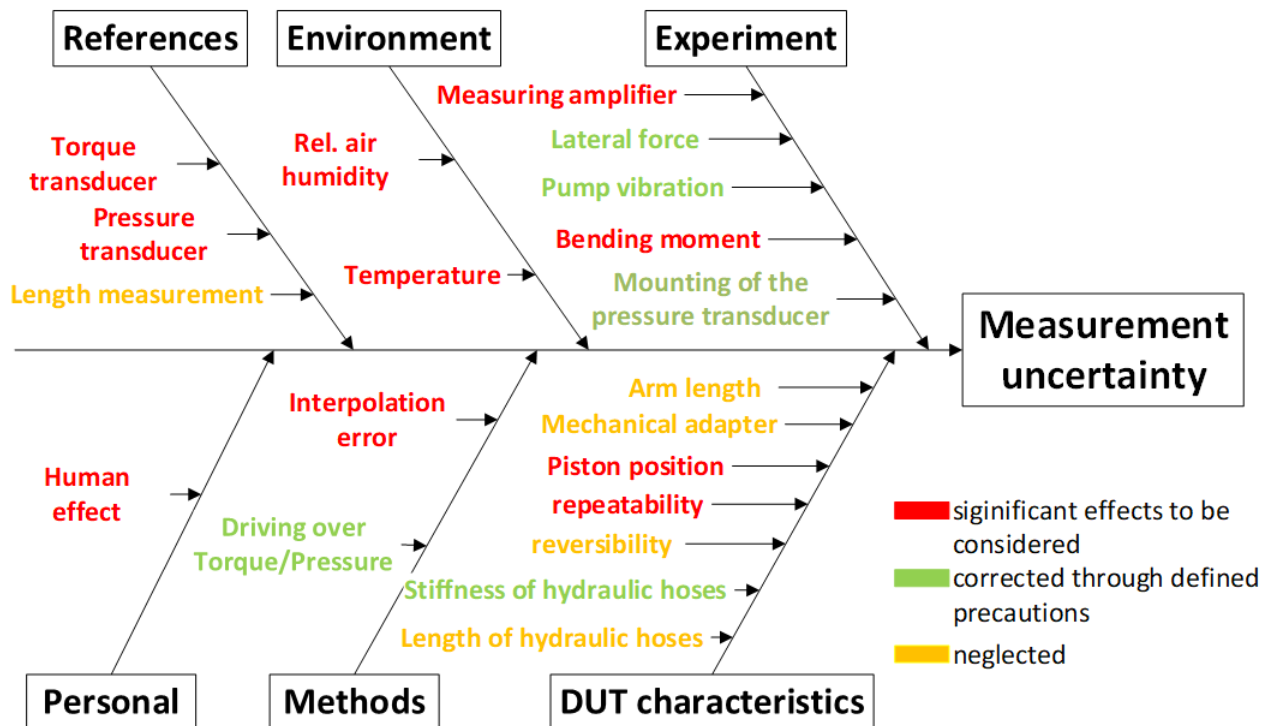 References
Environment
Experiment
Torque
transducer
Pressure
transducer
Length measurement
Rel. air
humidity
Temperature
Measuring amplifier
Lateral force
Pump vibration
Bending moment
Mounting of the
pressure transducer
Measurement
uncertainty
Human
effect
Interpolation
error
Driving over
Torque/Pressure
Arm length
Mechanical adapter
Piston position
repeatability
reversibility
Stiffness of hydraulic hoses
Length of hydraulic hoses
Personal
Methods
DUT characteristics
siginificant effects to be
considered
corrected through defined
precautions
neglected